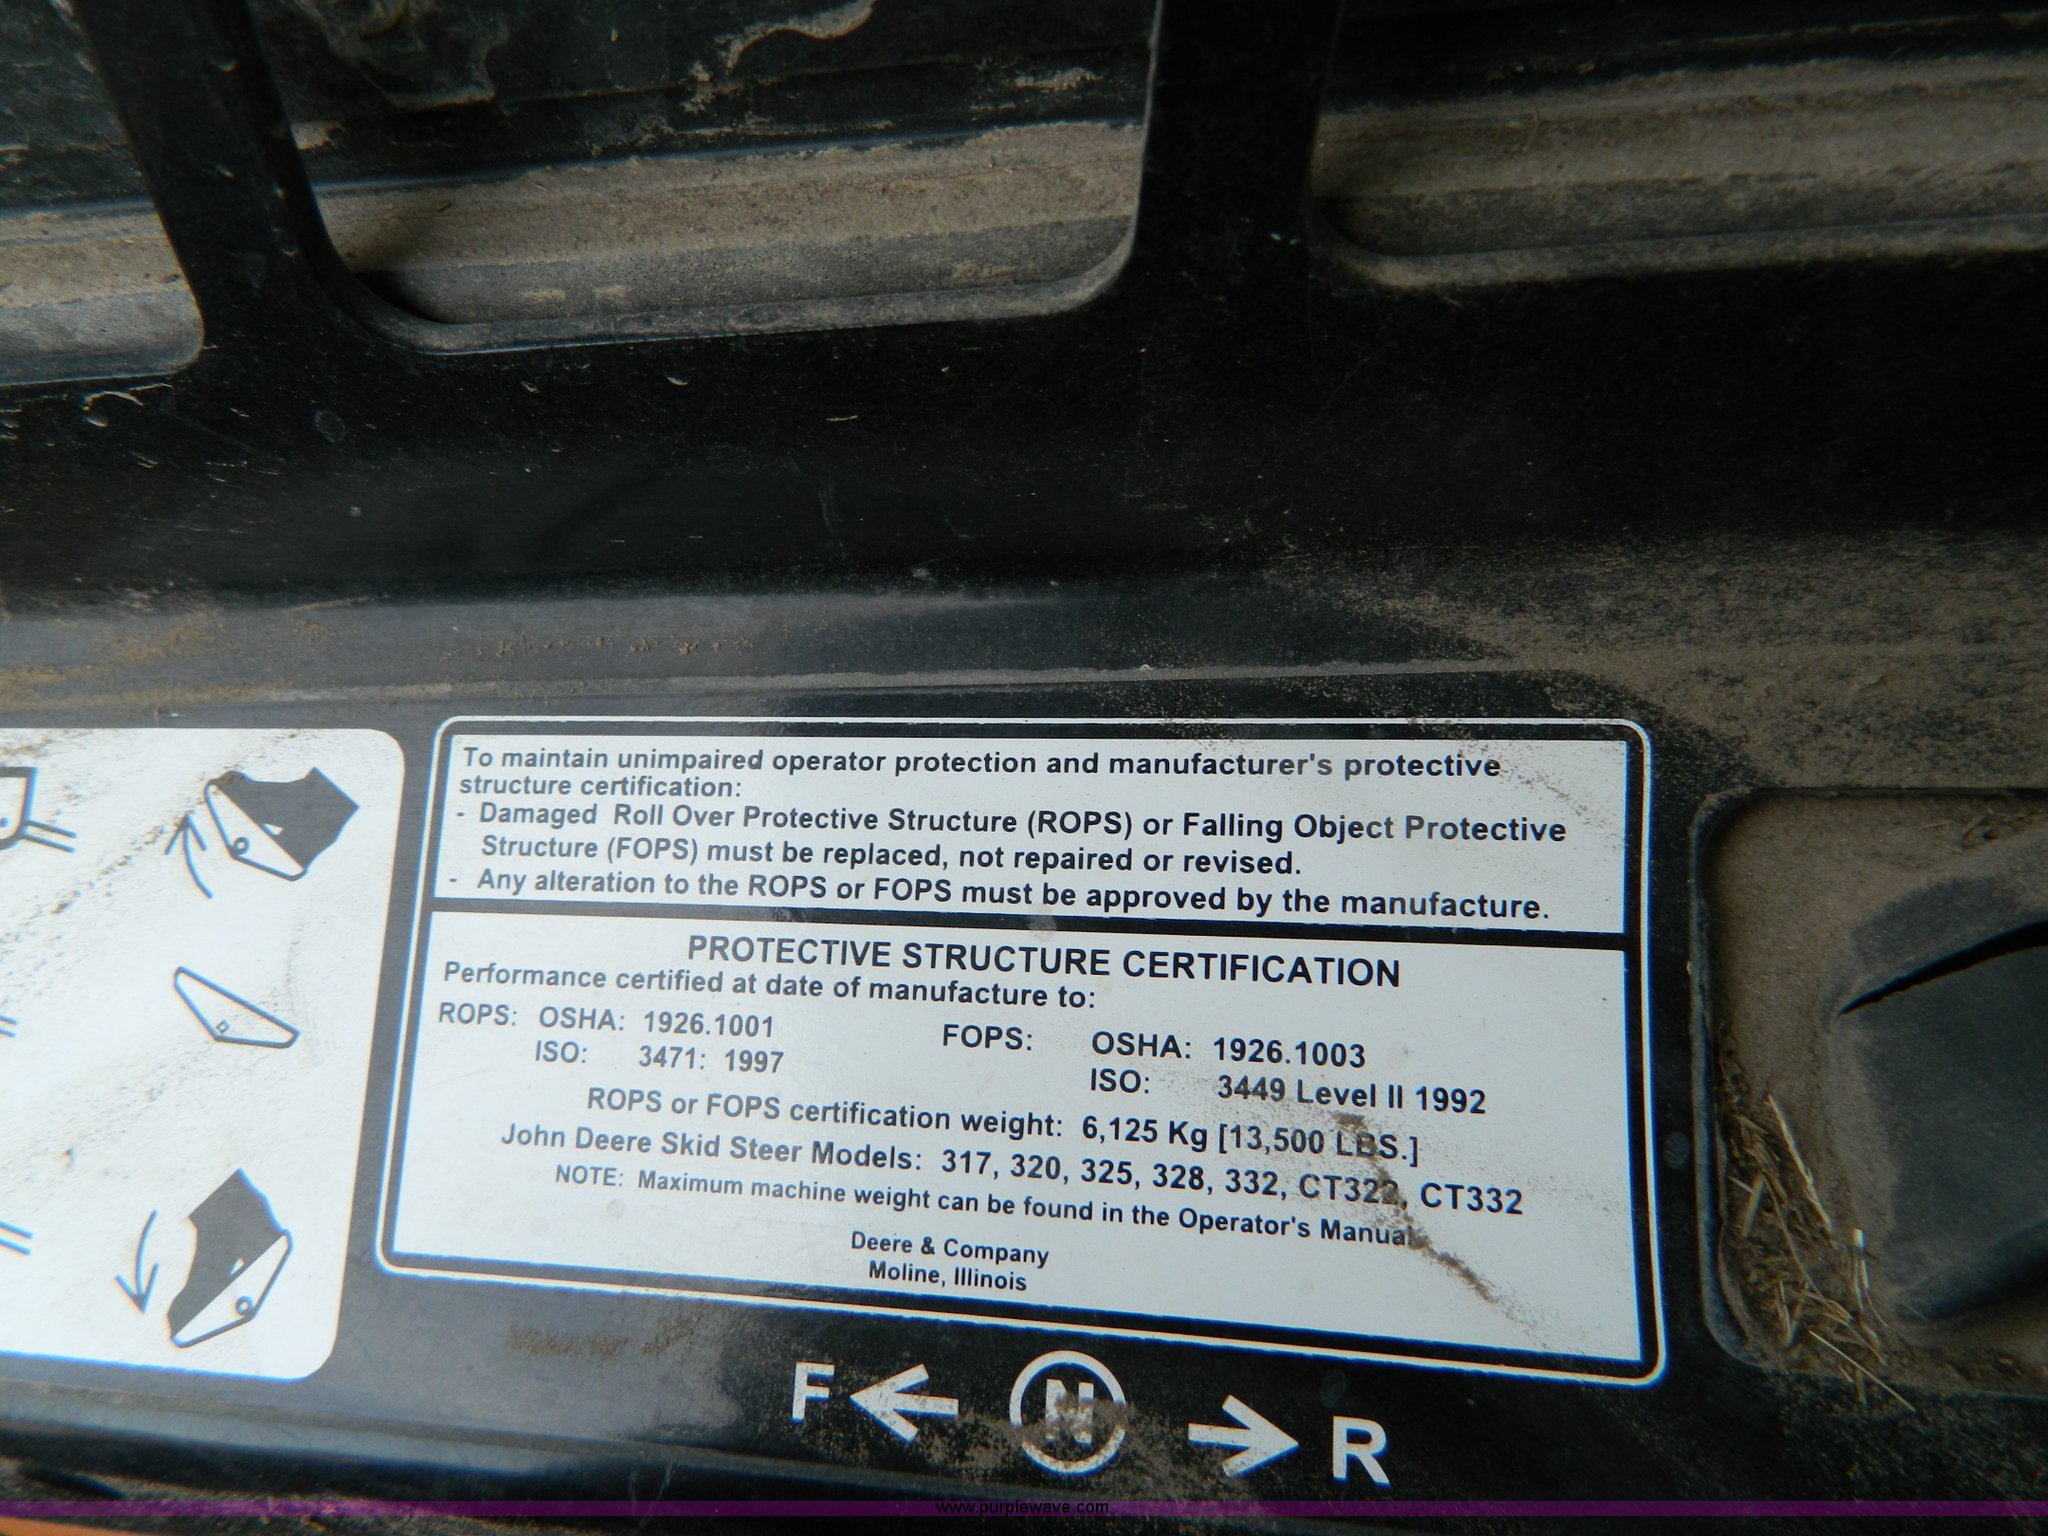 To maintain unimpaired operator protection and manufacturer's protective
structure certification:
- Damaged Roll Over Protective Structure (ROPS) or Falling Object Protective
Structure (FOPS) must be replaced, not repaired or revised.
- Any alteration to the ROPS or FOPS must be approved by the manufacture.
PROTECTIVE STRUCTURE CERTIFICATION
Performance certified at date of manufacture to:
ROPS: OSHA: 1926.1001 FOPS: OSHA: 1926.1003
ISO: 3471: 1997 ISO: 3449 Level II 1992
ROPS or FOPS certification weight: 6,125 Kg [13,500 LBS.]
John Deere Skid Steer Models: 317, 320, 325, 328, 332, CT322, CT332
NOTE: Maximum machine weight can be found in the Operator's Manual.
Deere & Company
Moline, Illinois
F N R
www.purplewave.com